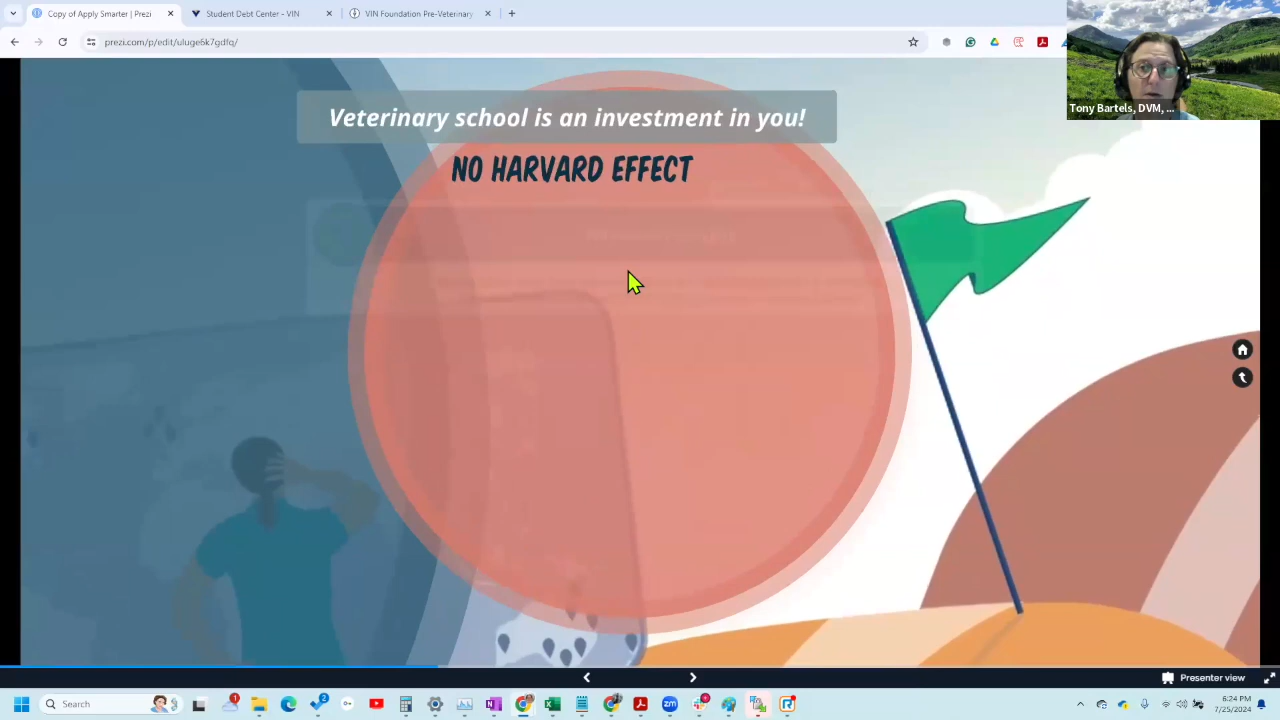 Copy of Apply Smarter | Prezi
Student Debt Center - VIN
VIN Foundation Pre-Veterinary
prezi.com/p/edit/uluge6k7gdfq/
Tony Bartels, DVM, ...
Veterinary school is an investment in you!
NO HARVARD EFFECT
Presenter view
Search
1
2
6:24 PM
7/25/2024